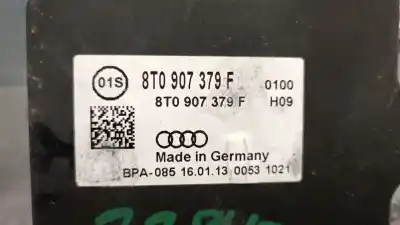 01S
8T0 907 379 F 0100
8T0 907 379 F H09
Made in Germany
BPA-085 16.01.13 0053 1021